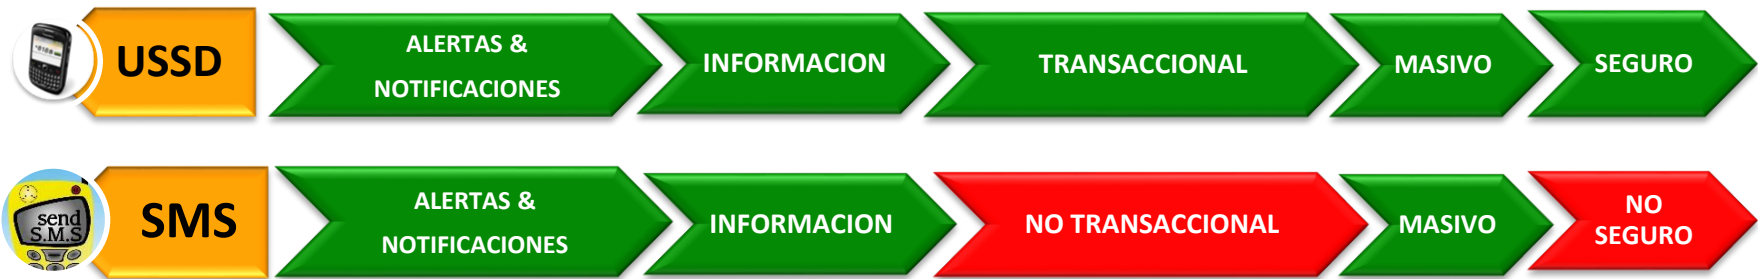 USSD
ALERTAS &
NOTIFICACIONES
INFORMACION
TRANSACCIONAL
MASIVO
SEGURO
send
S.M.S
SMS
ALERTAS &
NOTIFICACIONES
INFORMACION
NO TRANSACCIONAL
MASIVO
NO
SEGURO